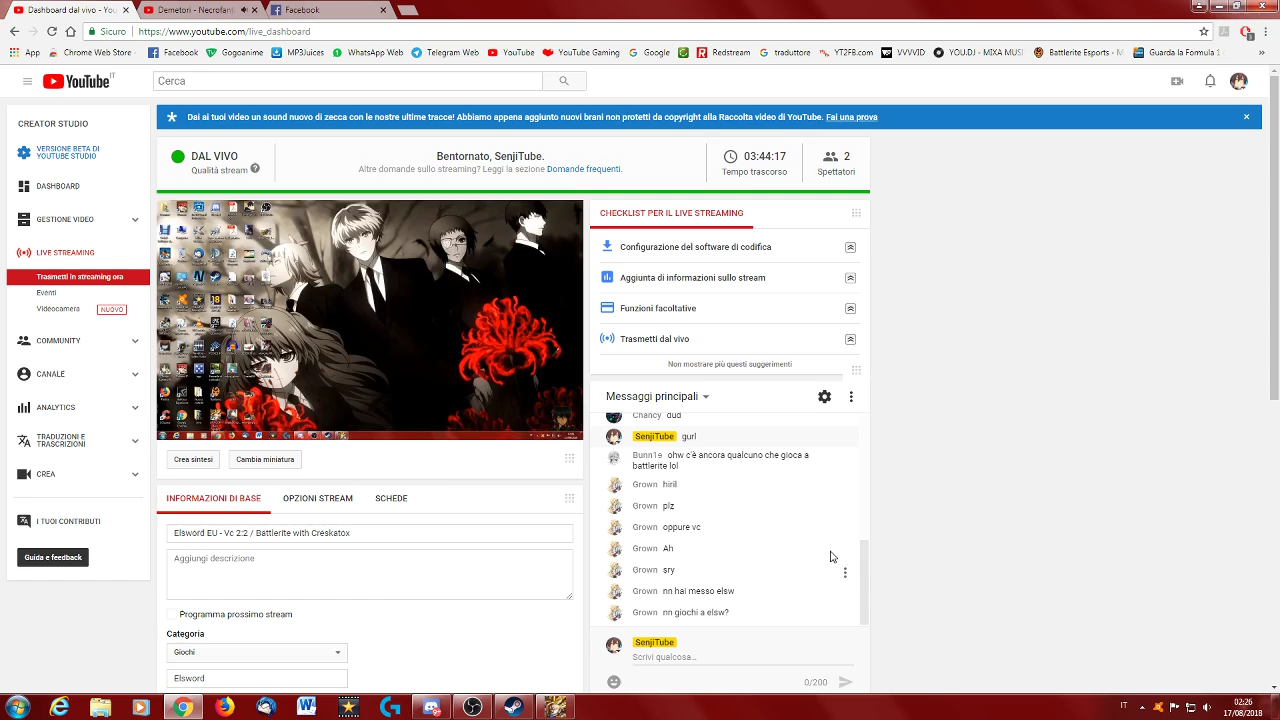 Dashboard dal vivo - You
Demetori - Necrofant
Facebook
Sicuro
https://www.youtube.com/live_dashboard
App
Chrome Web Store
Facebook
Gogoanime
MP3Juices
WhatsApp Web
Telegram Web
YouTube
YouTube Gaming
Google
Redstream
traduttore
YTZFB.com
VVVVID
YOU.DJ - MIXA MUSI
Battlerite Esports - M
Guarda la Formula 1
YouTube IT
Cerca
CREATOR STUDIO
VERSIONE BETA DI
YOUTUBE STUDIO
DASHBOARD
GESTIONE VIDEO
LIVE STREAMING
Trasmetti in streaming ora
Eventi
Videocamera NUOVO
COMMUNITY
CANALE
ANALYTICS
TRADUZIONI E
TRASCRIZIONI
CREA
I TUOI CONTRIBUTI
Guida e feedback
Dai ai tuoi video un sound nuovo di zecca con le nostre ultime tracce! Abbiamo appena aggiunto nuovi brani non protetti da copyright alla Raccolta video di YouTube. Fai una prova
DAL VIVO
Qualità stream
Bentornato, SenjiTube.
Altre domande sullo streaming? Leggi la sezione Domande frequenti.
03:44:17
Tempo trascorso
2
Spettatori
Crea sintesi
Cambia miniatura
INFORMAZIONI DI BASE
OPZIONI STREAM
SCHEDE
Elsword EU - Vc 2:2 / Battlerite with Creskatox
Aggiungi descrizione
Programma prossimo stream
Categoria
Giochi
Elsword
CHECKLIST PER IL LIVE STREAMING
Configurazione del software di codifica
Aggiunta di informazioni sullo stream
Funzioni facoltative
Trasmetti dal vivo
Non mostrare più questi suggerimenti
Messaggi principali
Chancy dud
SenjiTube gurl
Bunn1e ohw c'è ancora qualcuno che gioca a
battlerite lol
Grown hiril
Grown plz
Grown oppure vc
Grown Ah
Grown sry
Grown nn hai messo elsw
Grown nn giochi a elsw?
SenjiTube
Scrivi qualcosa...
0/200
IT
02:26
17/08/2018